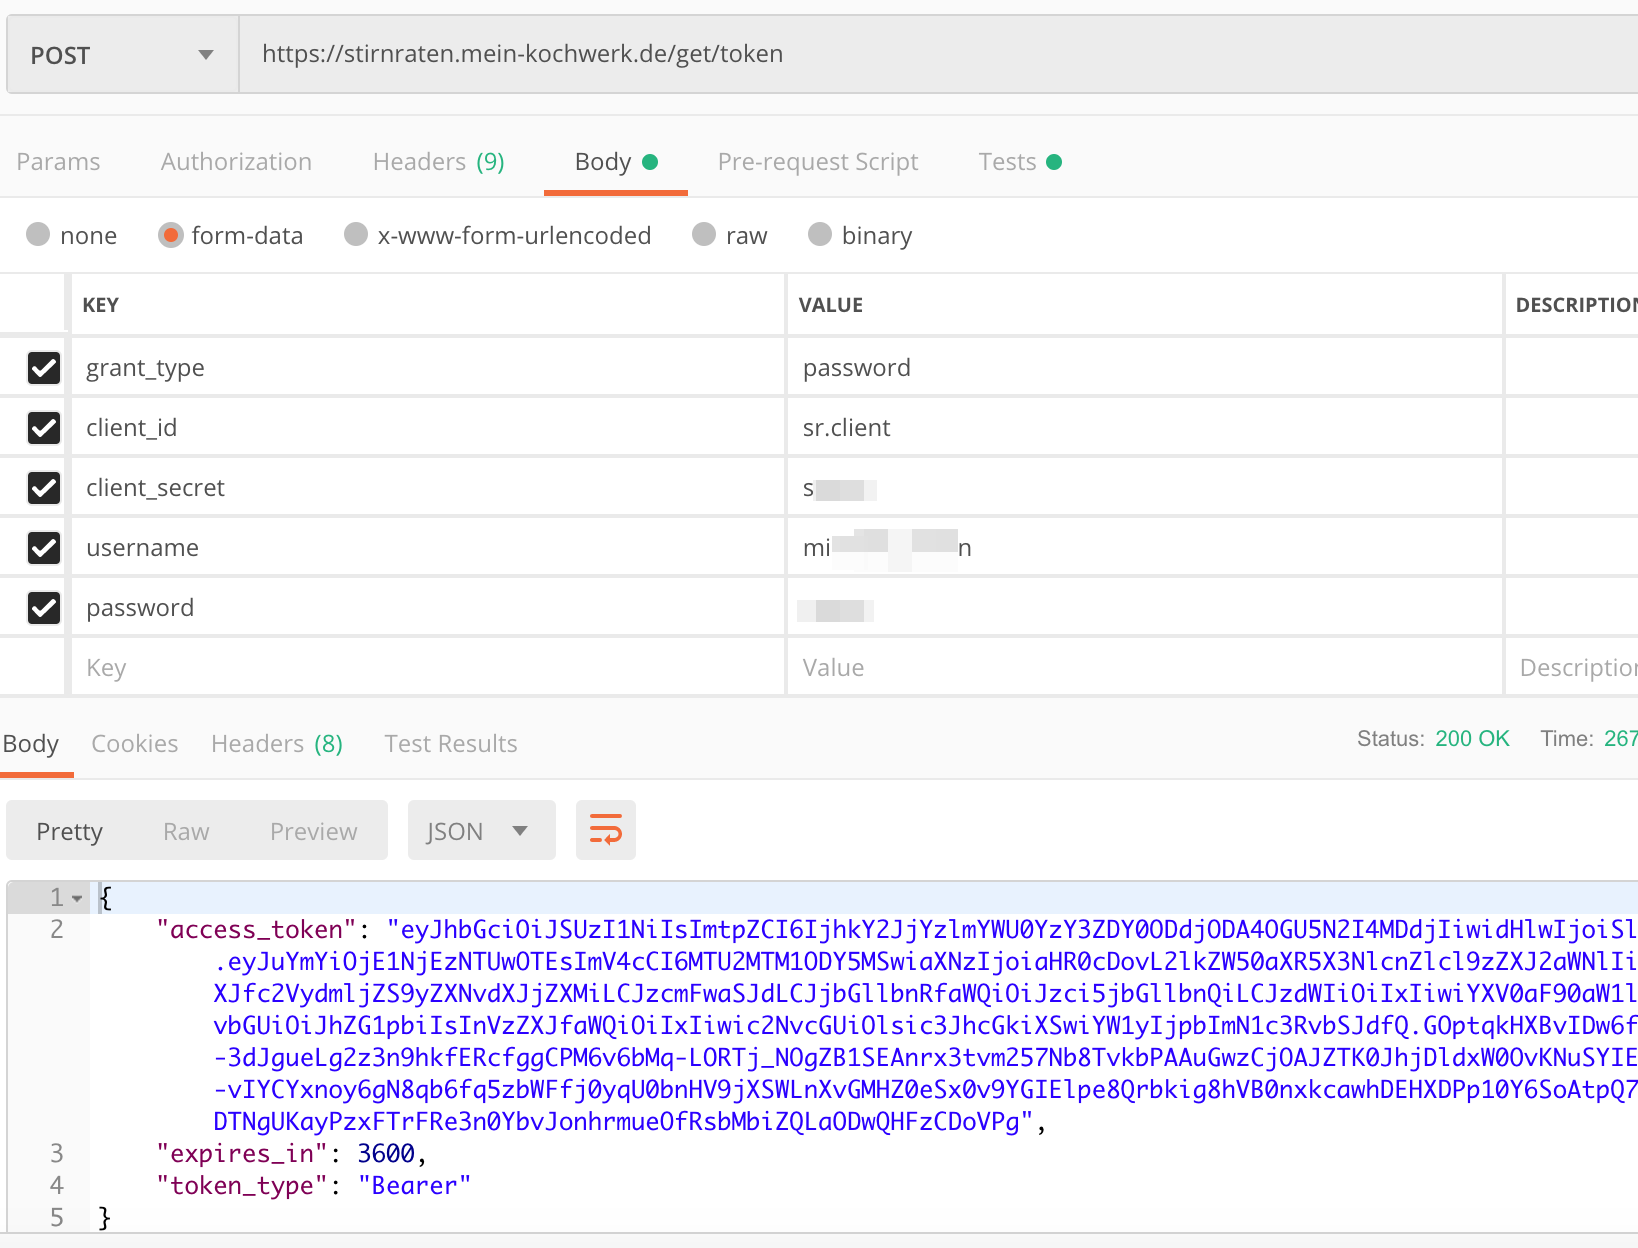 POST https://stirnraten.mein-kochwerk.de/get/token
Params Authorization Headers (9) Body Pre-request Script Tests
none form-data x-www-form-urlencoded raw binary
KEY VALUE DESCRIPTION
grant_type password
client_id sr.client
client_secret s
username mi n
password
Key Value Description
Body Cookies Headers (8) Test Results Status: 200 OK Time: 267
Pretty Raw Preview JSON
1 {
2 "access_token": "eyJhbGciOiJSUzI1NiIsImtpZCI6IjhkY2JjYzlmYWU0YzY3ZDY0ODdjODA4OGU5N2I4MDdjIiwidHlwIjoiSl
.eyJuYmYiOjE1NjEzNTUwOTEsImV4cCI6MTU2MTM1ODY5MSwiaXNzIjoiaHR0cDovL2lkZW50aXR5X3NlcnZlcl9zZXJ2aWNlIi
XJfc2VydmljZS9yZXNvdXJjZXMiLCJzcmFwaSJdLCJjbGllbnRfaWQiOiJzci5jbGllbnQiLCJzdWIiOiIxIiwiYXV0aF90aW1l
vbGUiOiJhZG1pbiIsInVzZXJfaWQiOiIxIiwic2NvcGUiOlsic3JhcGkiXSwiYW1yIjpbImN1c3RvbSJdfQ.GOptqkHXBvIDw6f
-3dJgueLg2z3n9hkfERcfggCPM6v6bMq-LORTj_NOgZB1SEAnrx3tvm257Nb8TvkbPAAuGwzCjOAJZTK0JhjDldxW0OvKNuSYIE
-vIYCYxnoy6gN8qb6fq5zbWFfj0yqU0bnHV9jXSWLnXvGMHZ0eSx0v9YGIElpe8Qrbkig8hVB0nxkcawhDEHXDPp10Y6SoAtpQ7
DTNgUKayPzxFTrFRe3n0YbvJonhrmueOfRsbMbiZQLaODwQHFzCDoVPg",
3 "expires_in": 3600,
4 "token_type": "Bearer"
5 }